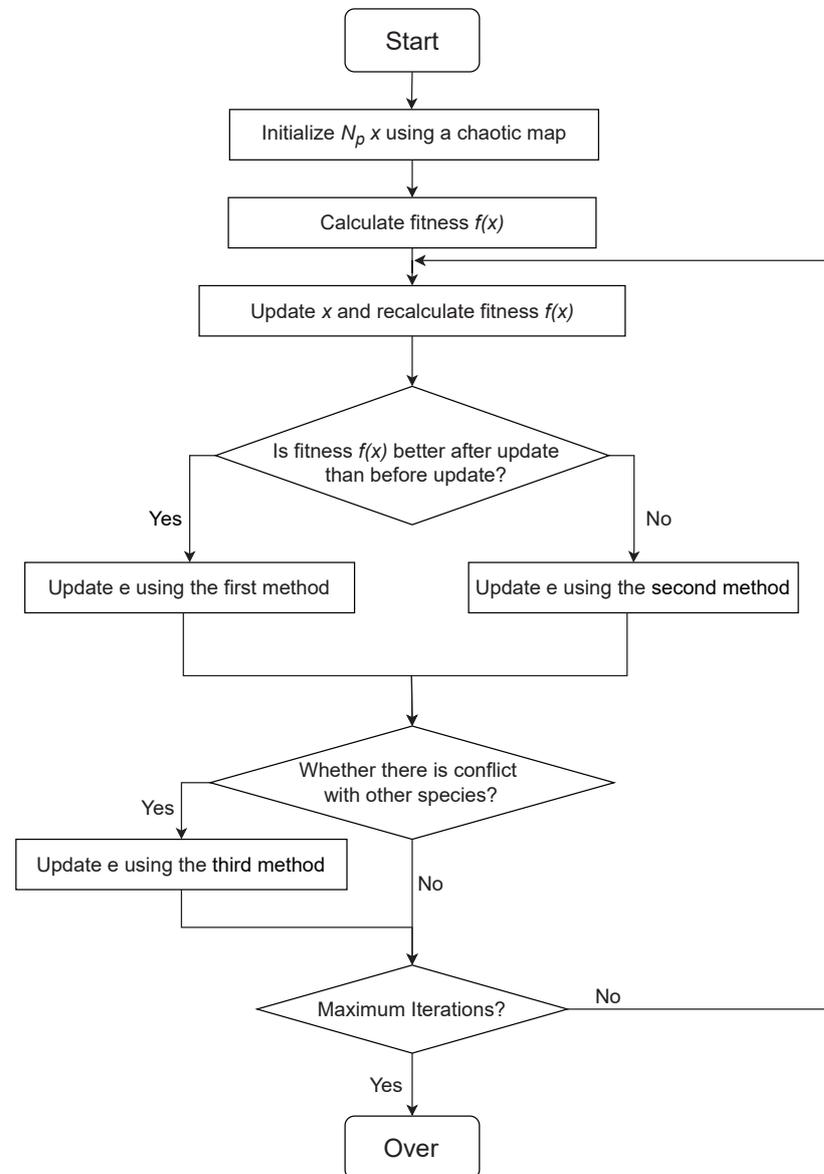 Start
Initialize Np x using a chaotic map
Calculate fitness f(x)
Update x and recalculate fitness f(x)
Is fitness f(x) better after update
than before update?
Yes
No
Update e using the first method
Update e using the second method
Whether there is conflict
with other species?
Yes
Update e using the third method
No
Maximum Iterations?
No
Yes
Over